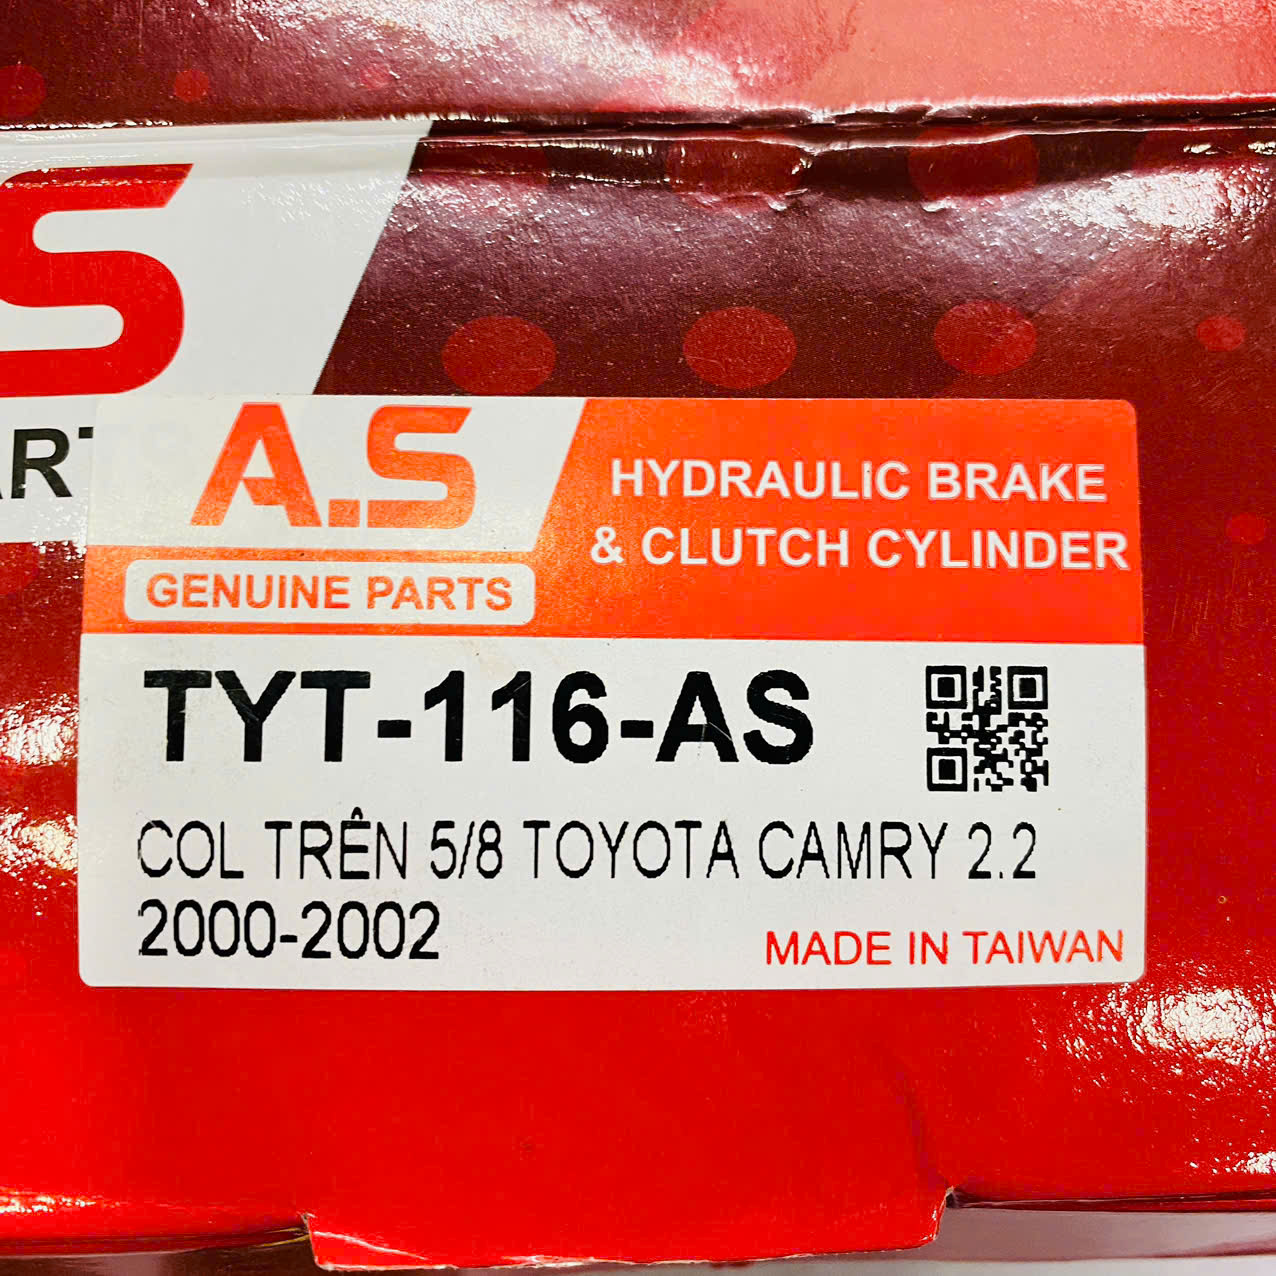 S
ART
A.S
GENUINE PARTS
HYDRAULIC BRAKE
& CLUTCH CYLINDER
TYT-116-AS
COL TRÊN 5/8 TOYOTA CAMRY 2.2
2000-2002
MADE IN TAIWAN